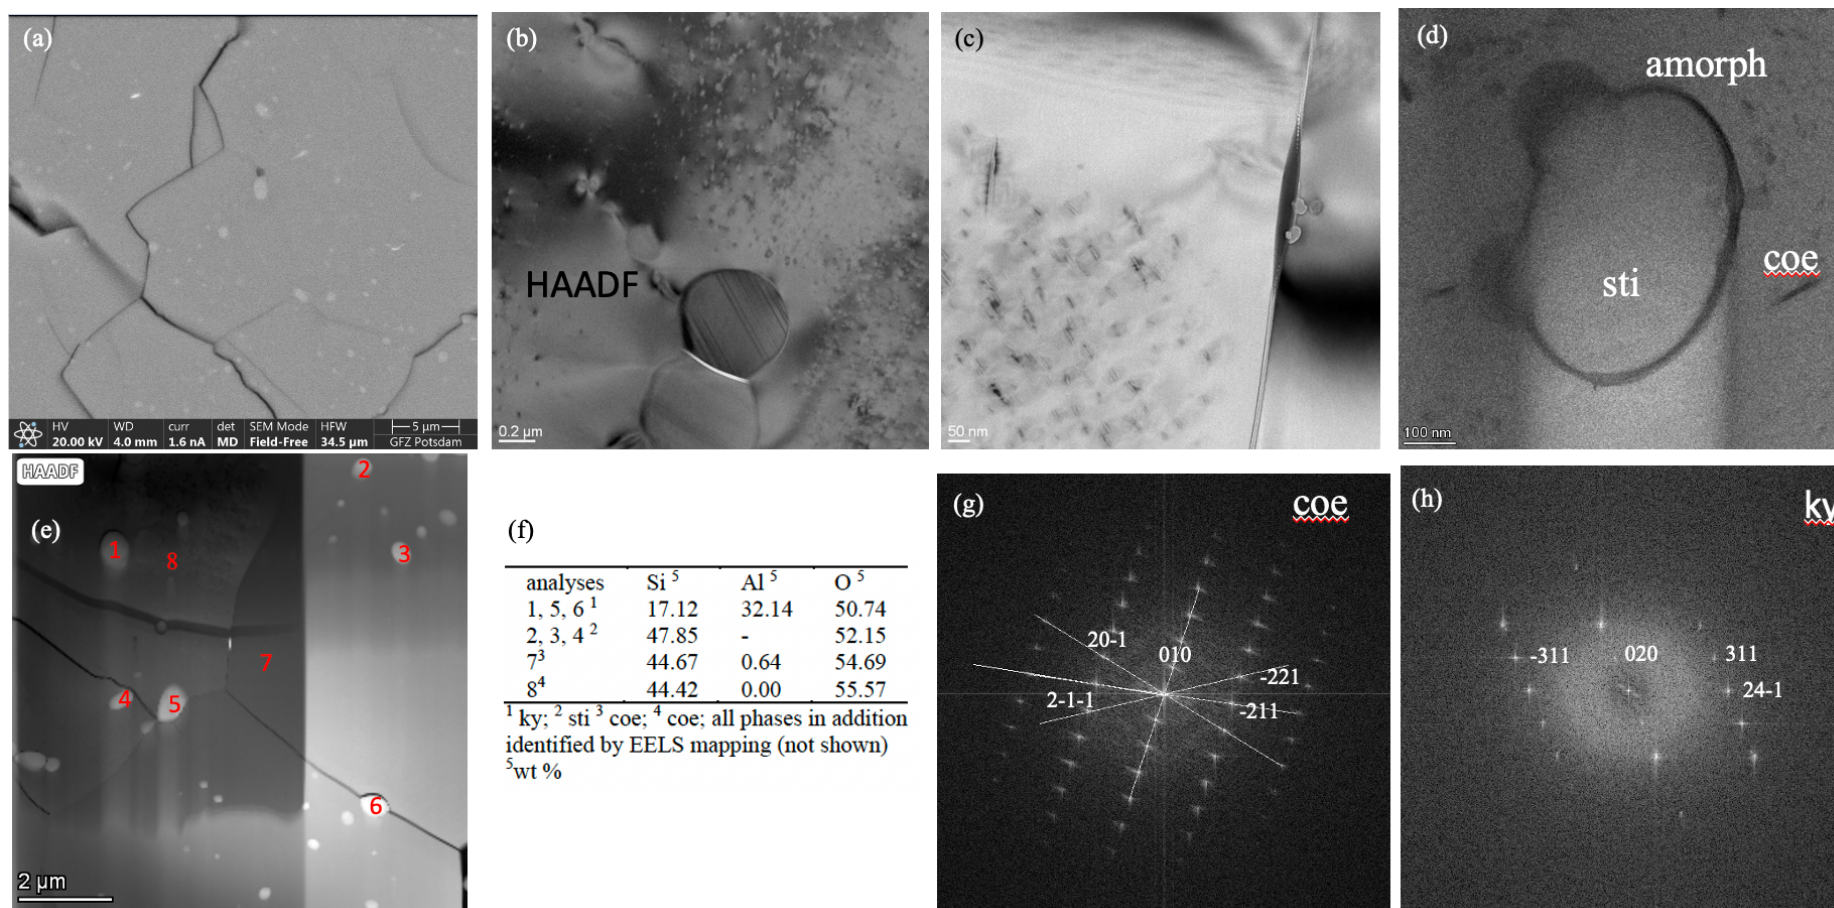 (a)
HV WD curr det SEM Mode HFW 5 µm
20.00 kV 4.0 mm 1.6 nA MD Field-Free 34.5 µm GFZ Potsdam
(b)
HAADF
0.2 µm
(c)
50 nm
(d)
amorph
coe
sti
100 nm
HAADF
(e)
1
2
3
4
5
6
7
8
2 µm
(f)
analyses Si 5 Al 5 O 5
1, 5, 6 1 17.12 32.14 50.74
2, 3, 4 2 47.85 - 52.15
7 3 44.67 0.64 54.69
8 4 44.42 0.00 55.57
1 ky; 2 sti 3 coe; 4 coe; all phases in addition
identified by EELS mapping (not shown)
5 wt %
(g)
coe
20-1
010
-221
2-1-1
-211
(h)
ky
-311
020
311
24-1